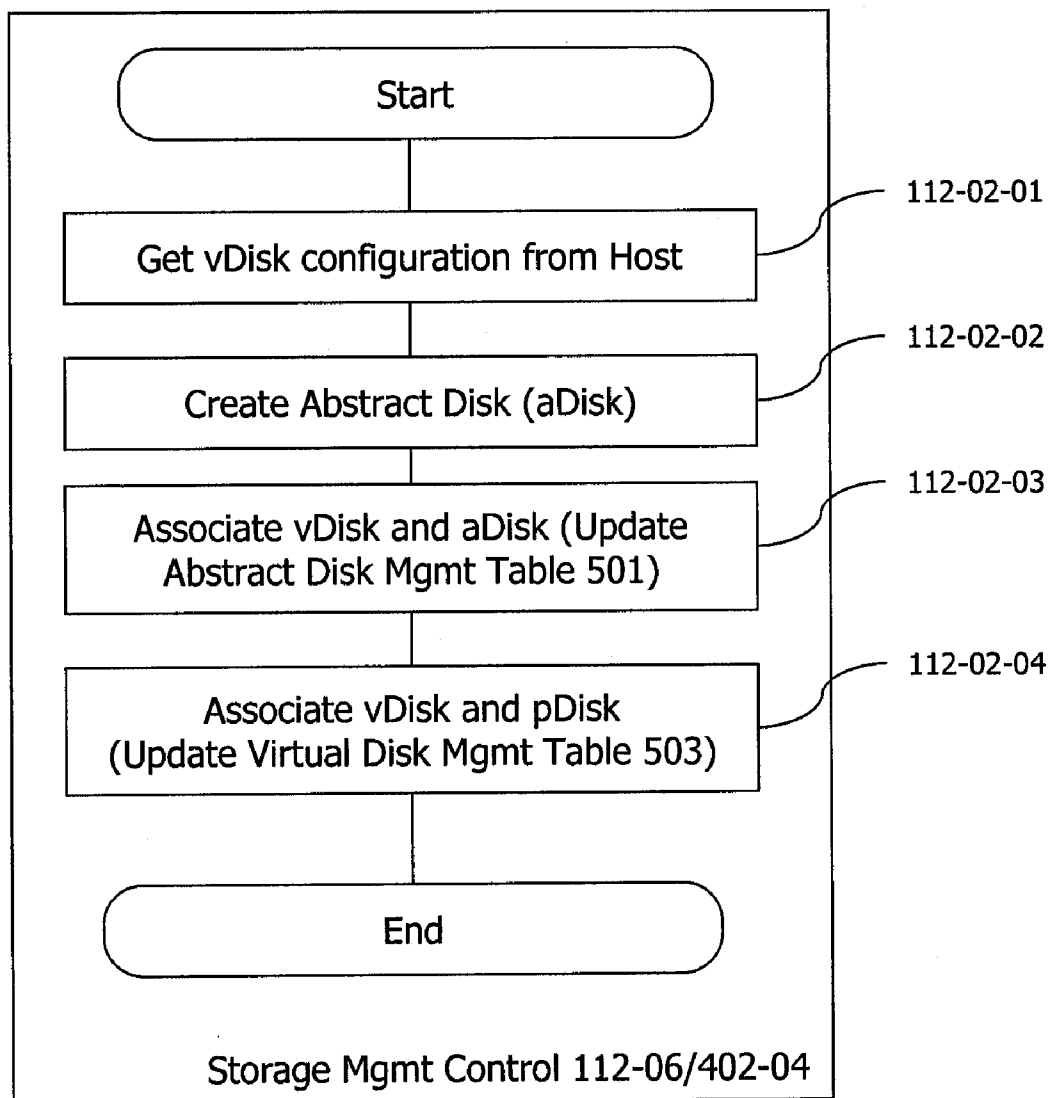 Start
Get vDisk configuration from Host
112-02-01
Create Abstract Disk (aDisk)
112-02-02
Associate vDisk and aDisk (Update
Abstract Disk Mgmt Table 501)
112-02-03
Associate vDisk and pDisk
(Update Virtual Disk Mgmt Table 503)
112-02-04
End
Storage Mgmt Control 112-06/402-04